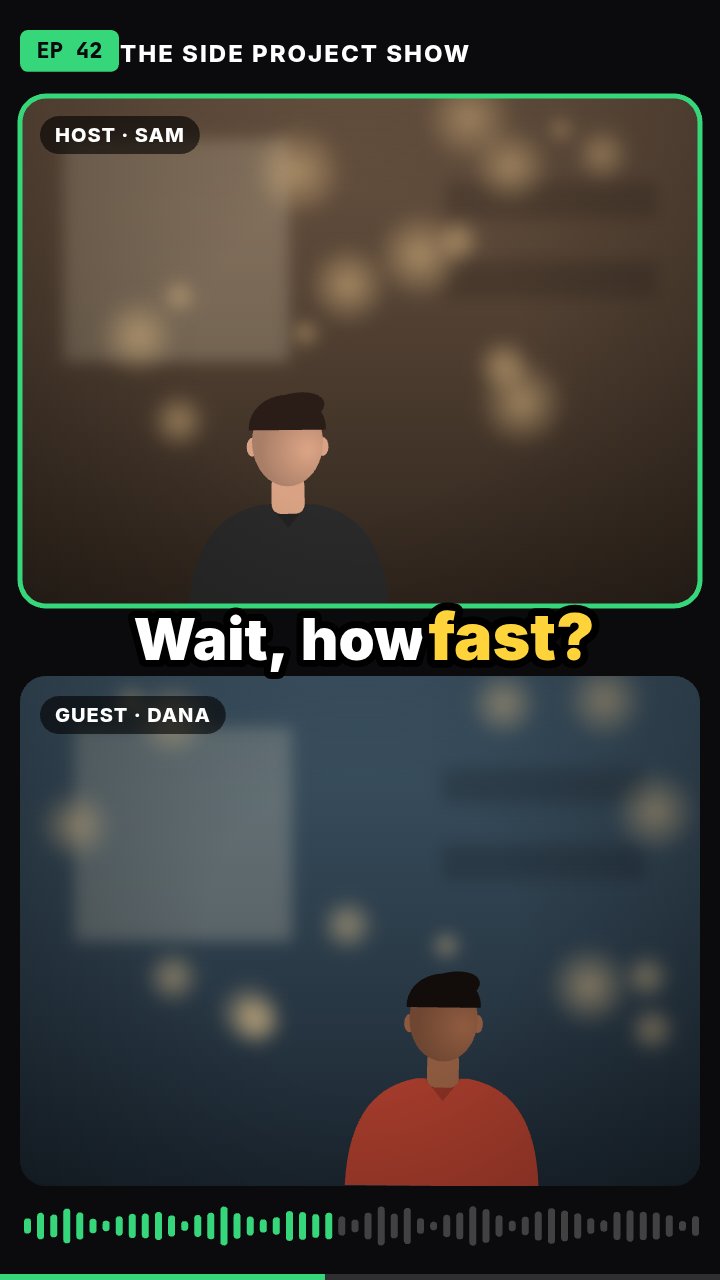 EP 42 THE SIDE PROJECT SHOW
HOST · SAM
Wait, how fast?
GUEST · DANA